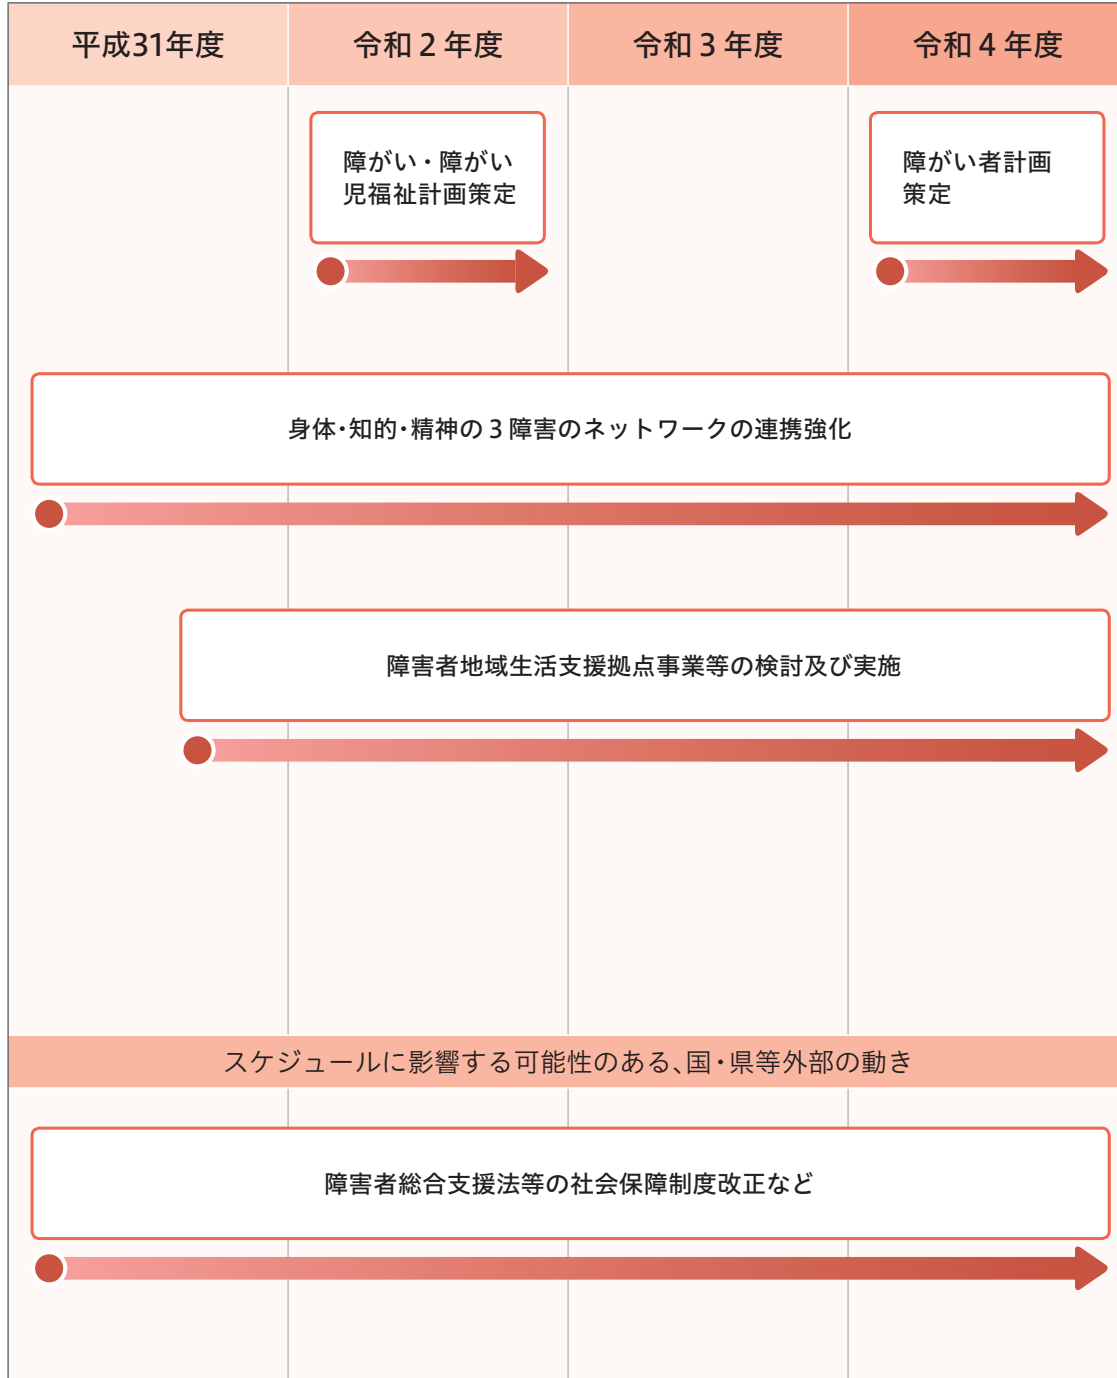 平成31年度
令和2年度
令和3年度
令和4年度
障がい・障がい
児福祉計画策定
障がい者計画
策定
身体・知的・精神の3障害のネットワークの連携強化
障害者地域生活支援拠点事業等の検討及び実施
スケジュールに影響する可能性のある、国・県等外部の動き
障害者総合支援法等の社会保障制度改正など